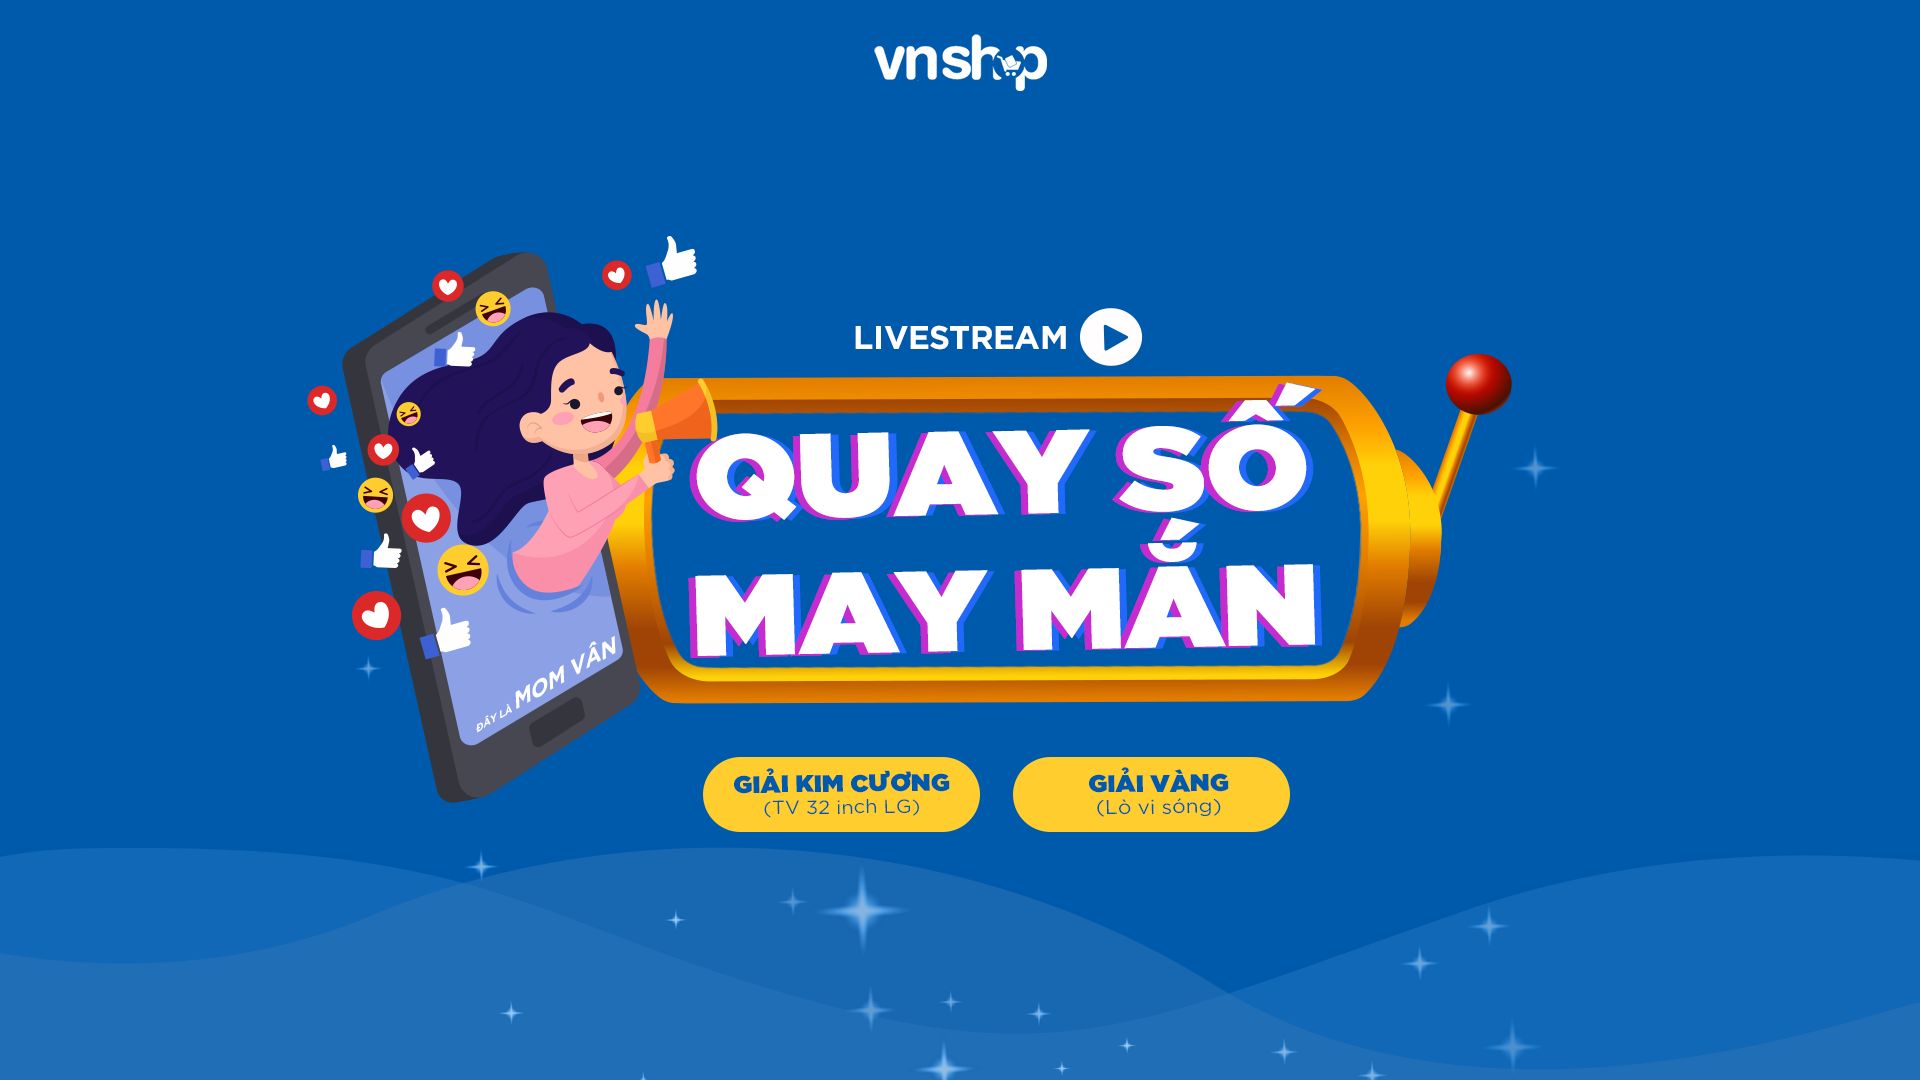 vnshop
LIVESTREAM
QUAY SỐ
MAY MẮN
ĐÂY LÀ MOM VÂN
GIẢI KIM CƯƠNG
(TV 32 inch LG)
GIẢI VÀNG
(Lò vi sóng)